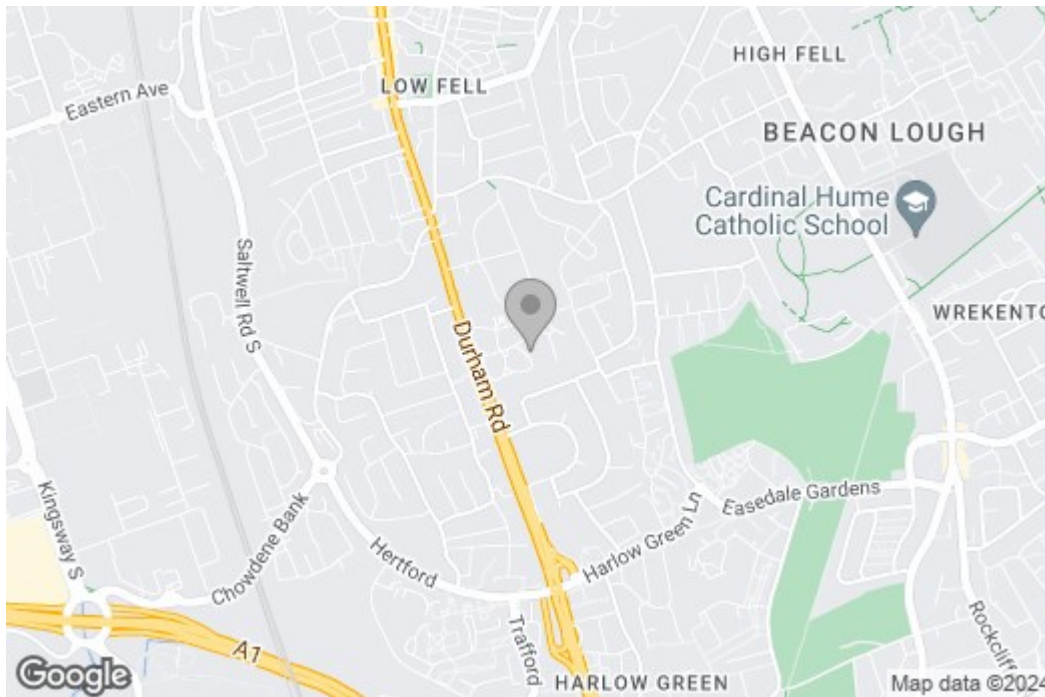 HIGH FELL
LOW FELL
Eastern Ave
BEACON LOUGH
Cardinal Hume
Catholic School
Saltwell Rd S
WREKENTO
Durham Rd
Kingsway S
Easedale Gardens
Chowdene Bank
Hertford
Harlow Green Ln
Trafford
Rockcliff
A1
HARLOW GREEN
Google
Map data ©2024